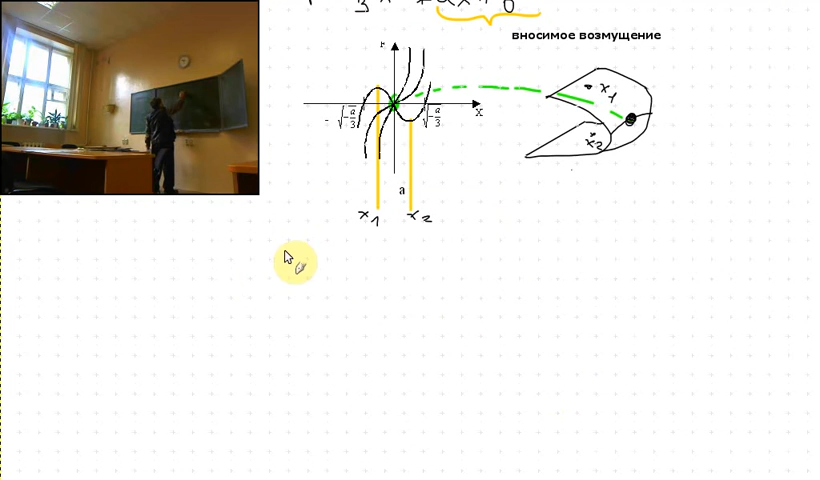 вносимое возмущение
x
- √-a/3
√-a/3
x1
x2
a
x1 x2